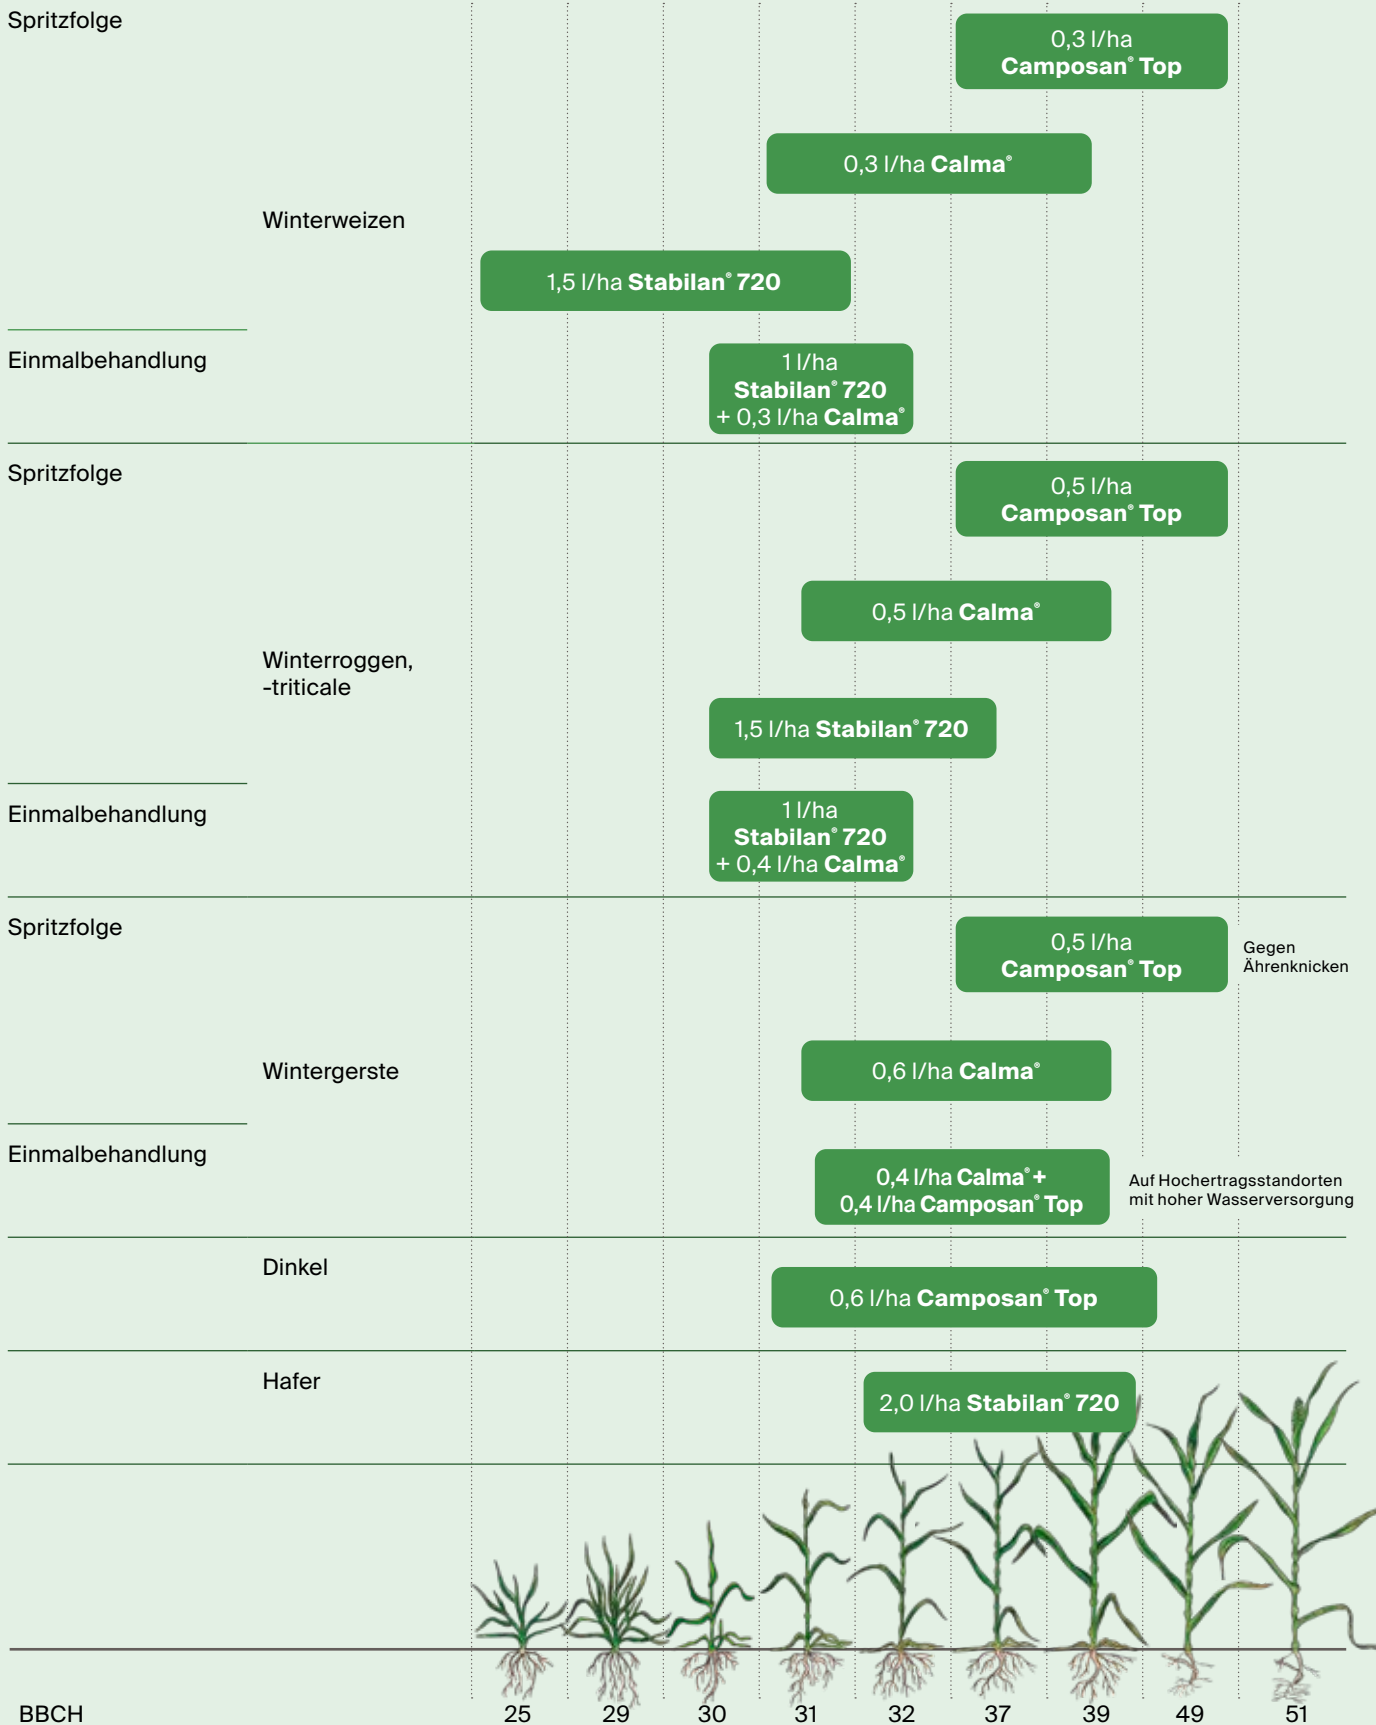 Spritzfolge
0,3 l/ha
Camposan® Top
0,3 l/ha Calma®
Winterweizen
1,5 l/ha Stabilan® 720
Einmalbehandlung
1 l/ha
Stabilan® 720
+ 0,3 l/ha Calma®
Spritzfolge
0,5 l/ha
Camposan® Top
0,5 l/ha Calma®
Winterroggen,
-triticale
1,5 l/ha Stabilan® 720
Einmalbehandlung
1 l/ha
Stabilan® 720
+ 0,4 l/ha Calma®
Spritzfolge
0,5 l/ha
Camposan® Top
Gegen
Ährenknicken
Wintergerste
0,6 l/ha Calma®
Einmalbehandlung
0,4 l/ha Calma® +
0,4 l/ha Camposan® Top
Auf Hochertragsstandorten
mit hoher Wasserversorgung
Dinkel
0,6 l/ha Camposan® Top
Hafer
2,0 l/ha Stabilan® 720
BBCH 25 29 30 31 32 37 39 49 51